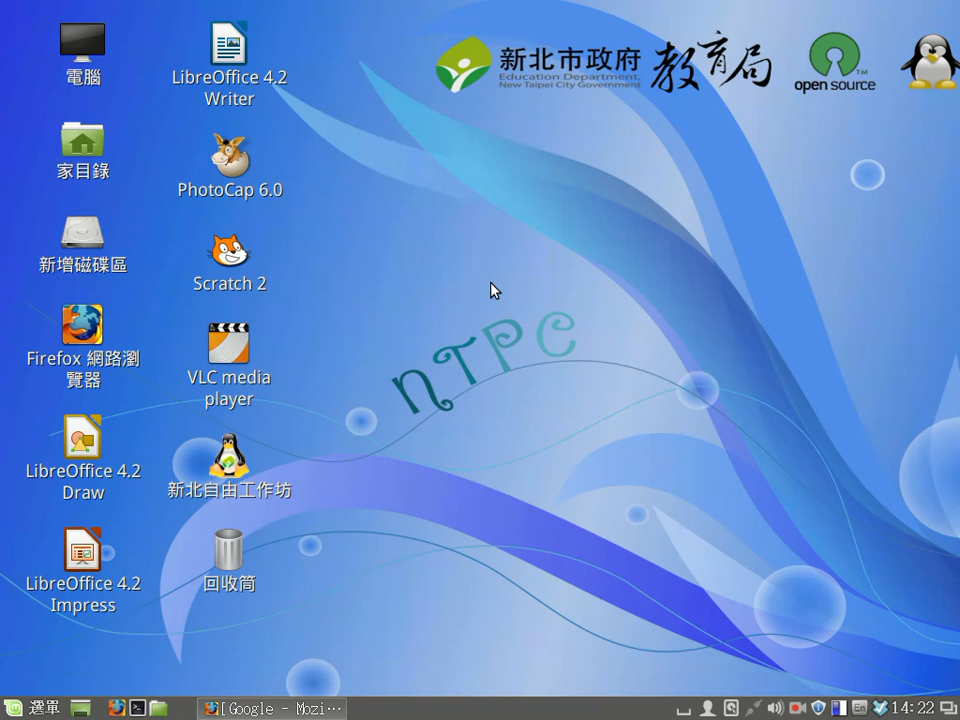 電腦
家目錄
新增磁碟區
Firefox 網路瀏
覽器
LibreOffice 4.2
Draw
LibreOffice 4.2
Impress
LibreOffice 4.2
Writer
PhotoCap 6.0
Scratch 2
VLC media
player
新北自由工作坊
回收筒
新北市政府
Education Department,
New Taipei City Government
教育局
open source
TM
NTPC
選單
[Google - Mozi…
En
14:22